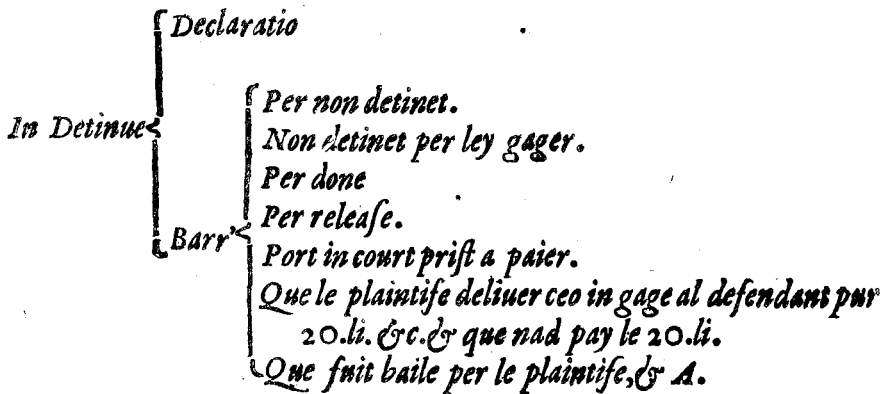 Declaratio
In Detinue
Per non detinet.
Non detinet per ley gager.
Per done
Per releaſe.
Barr'
Port in court priſt a paier.
Que le plaintife deliuer ceo in gage al defendant pur
20.li. &c.& que nad pay le 20.li.
Que fuit baile per le plaintife,& A.